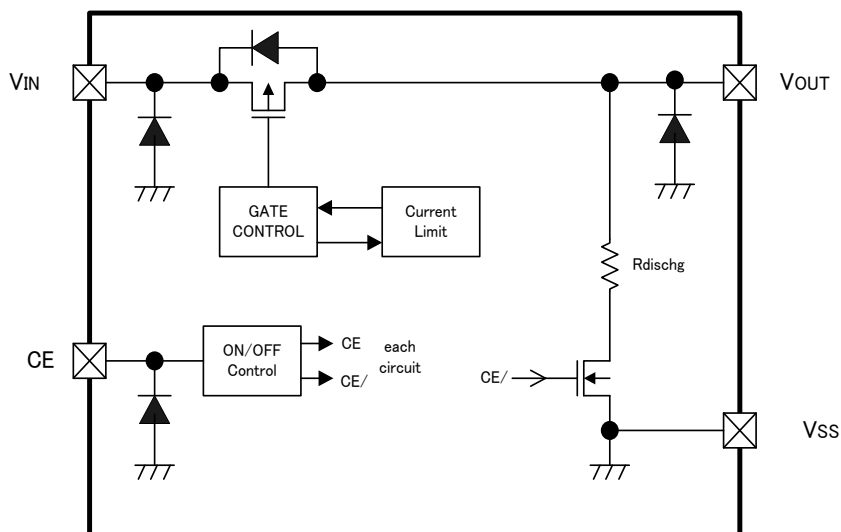 VIN
VOUT
GATE
CONTROL
Current
Limit
Rdischg
CE
ON/OFF
Control
CE
CE/
each
circuit
CE/
VSS